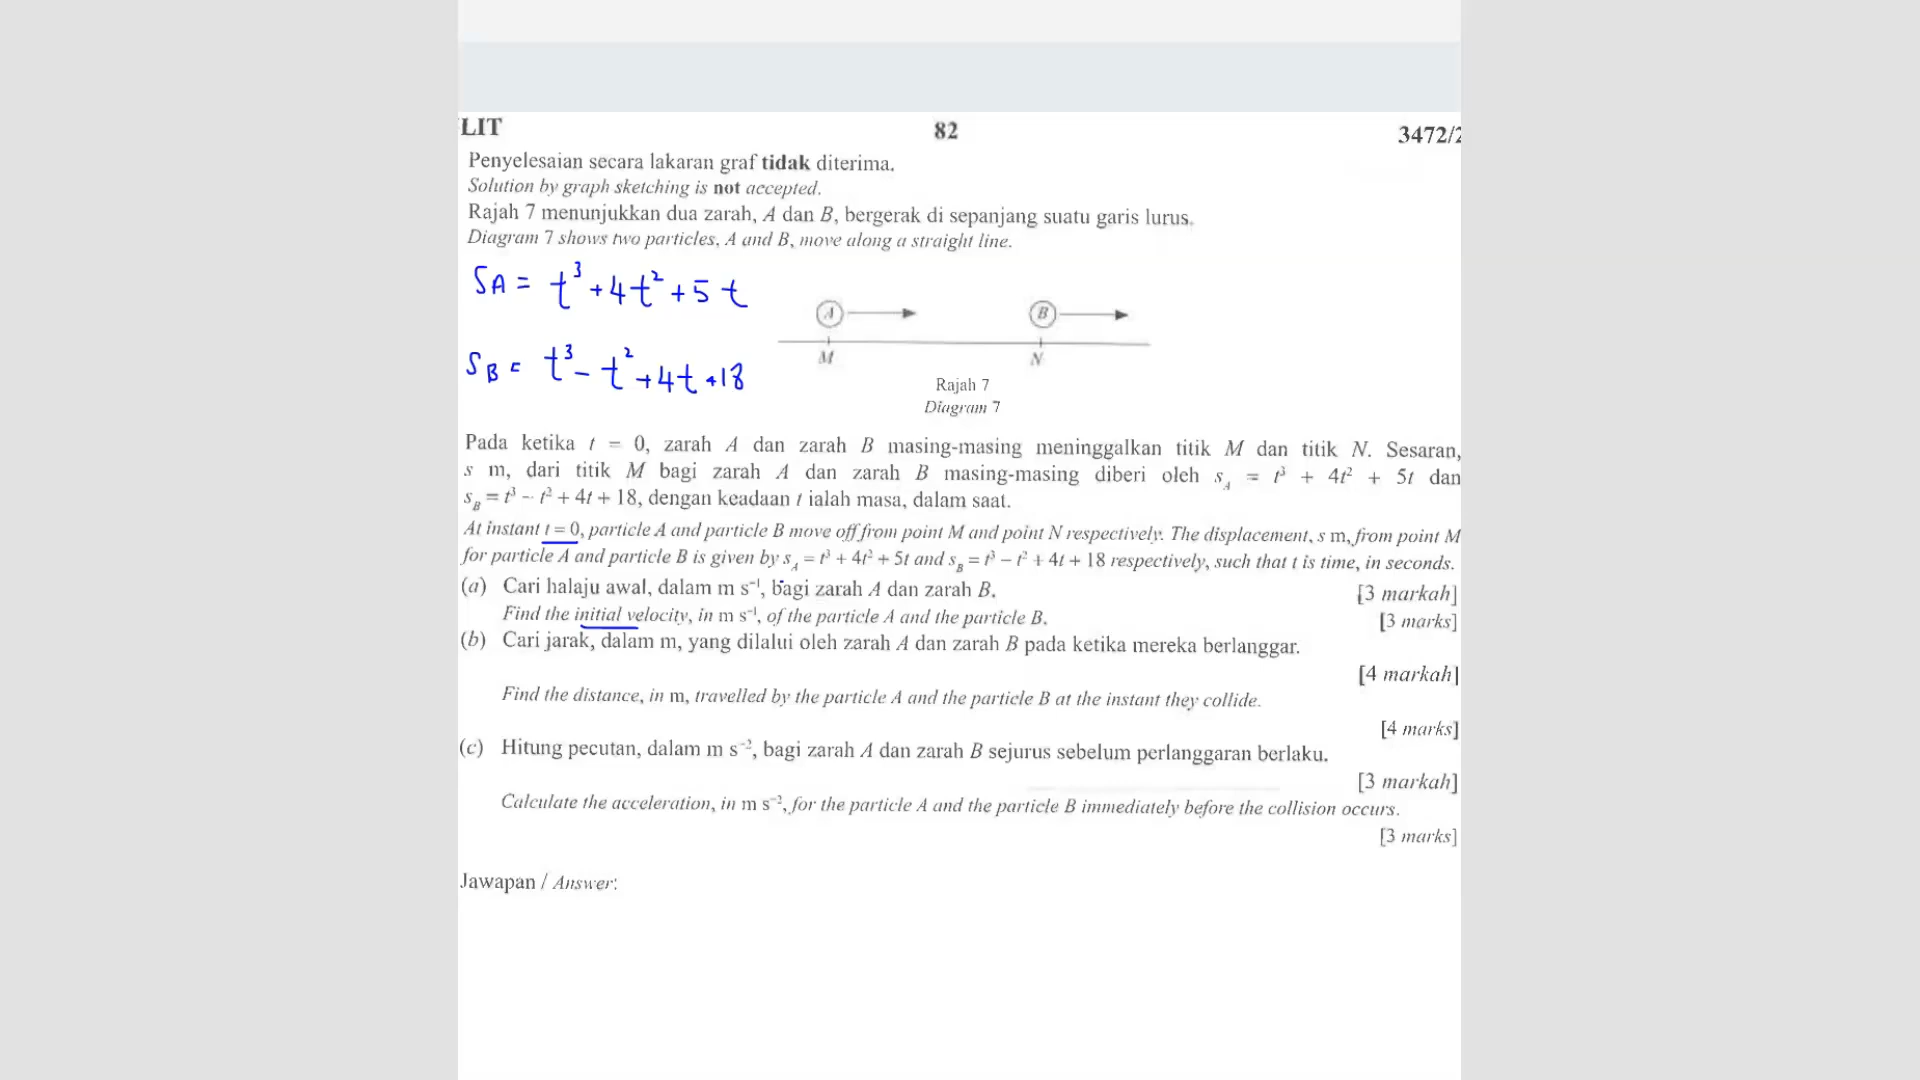 LIT 82 3472/2
Penyelesaian secara lakaran graf tidak diterima.
Solution by graph sketching is not accepted.
Rajah 7 menunjukkan dua zarah, A dan B, bergerak di sepanjang suatu garis lurus.
Diagram 7 shows two particles, A and B, move along a straight line.
SA = t³ + 4t² + 5t
A B
SB = t³ - t² + 4t + 18
M N
Rajah 7
Diagram 7
Pada ketika t = 0, zarah A dan zarah B masing-masing meninggalkan titik M dan titik N. Sesaran,
s m, dari titik M bagi zarah A dan zarah B masing-masing diberi oleh s_A = t³ + 4t² + 5t dan
s_B = t³ – t² + 4t + 18, dengan keadaan t ialah masa, dalam saat.
At instant t = 0, particle A and particle B move off from point M and point N respectively. The displacement, s m, from point M
for particle A and particle B is given by s_A = t³ + 4t² + 5t and s_B = t³ – t² + 4t + 18 respectively, such that t is time, in seconds.
(a) Cari halaju awal, dalam m s⁻¹, bagi zarah A dan zarah B. [3 markah]
Find the initial velocity, in m s⁻¹, of the particle A and the particle B. [3 marks]
(b) Cari jarak, dalam m, yang dilalui oleh zarah A dan zarah B pada ketika mereka berlanggar.
[4 markah]
Find the distance, in m, travelled by the particle A and the particle B at the instant they collide.
[4 marks]
(c) Hitung pecutan, dalam m s⁻², bagi zarah A dan zarah B sejurus sebelum perlanggaran berlaku.
[3 markah]
Calculate the acceleration, in m s⁻², for the particle A and the particle B immediately before the collision occurs.
[3 marks]
Jawapan / Answer: